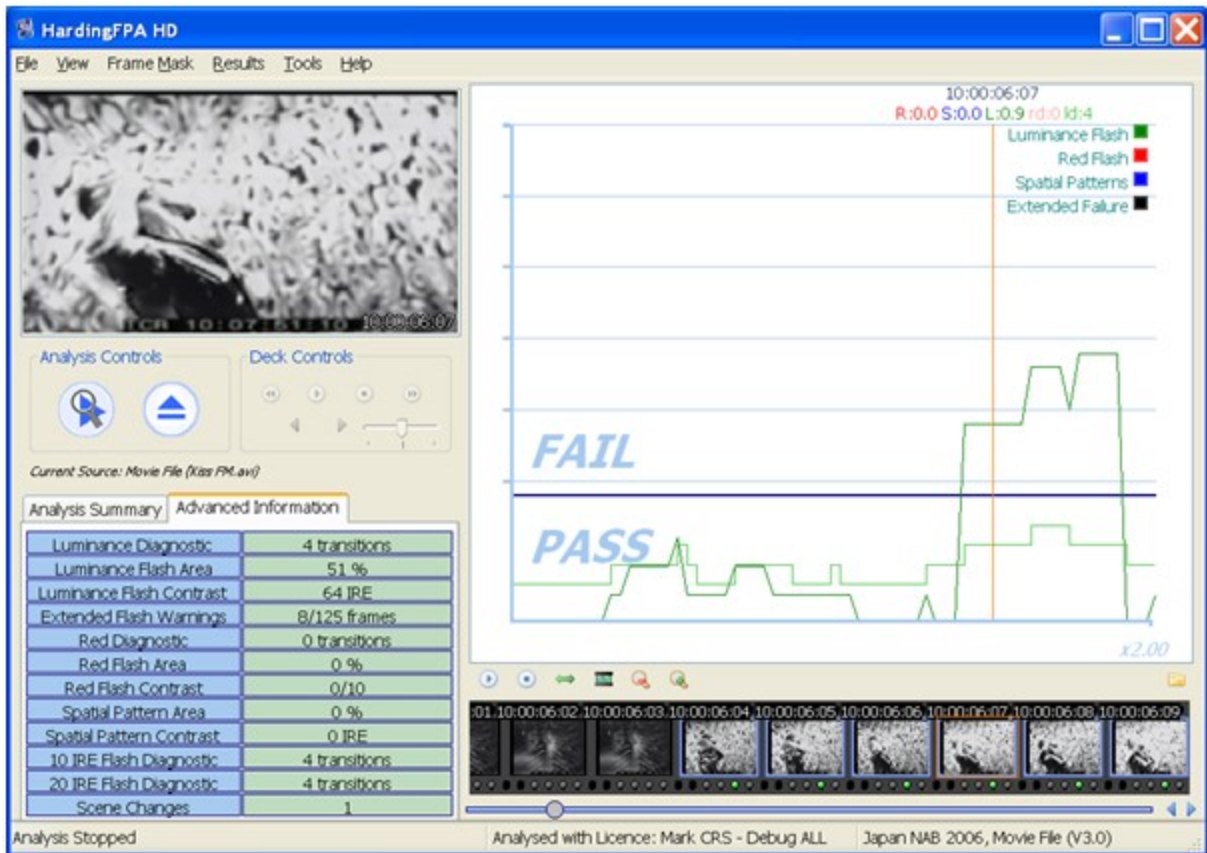 HardingFPA HD
File View Frame Mask Results Tools Help
TCR 10:07:51:10
10:00:06:07
Analysis Controls
Deck Controls
Current Source: Movie File (Kiss FM.avi)
Analysis Summary
Advanced Information
Luminance Diagnostic 4 transitions
Luminance Flash Area 51 %
Luminance Flash Contrast 64 IRE
Extended Flash Warnings 8/125 frames
Red Diagnostic 0 transitions
Red Flash Area 0 %
Red Flash Contrast 0/10
Spatial Pattern Area 0 %
Spatial Pattern Contrast 0 IRE
10 IRE Flash Diagnostic 4 transitions
20 IRE Flash Diagnostic 4 transitions
Scene Changes 1
10:00:06:07
R:0.0 S:0.0 L:0.9 rd:0 ld:4
Luminance Flash
Red Flash
Spatial Patterns
Extended Failure
FAIL
PASS
x2.00
:01 10:00:06:02 10:00:06:03 10:00:06:04 10:00:06:05 10:00:06:06 10:00:06:07 10:00:06:08 10:00:06:09
Analysis Stopped
Analysed with Licence: Mark CRS - Debug ALL
Japan NAB 2006, Movie File (V3.0)